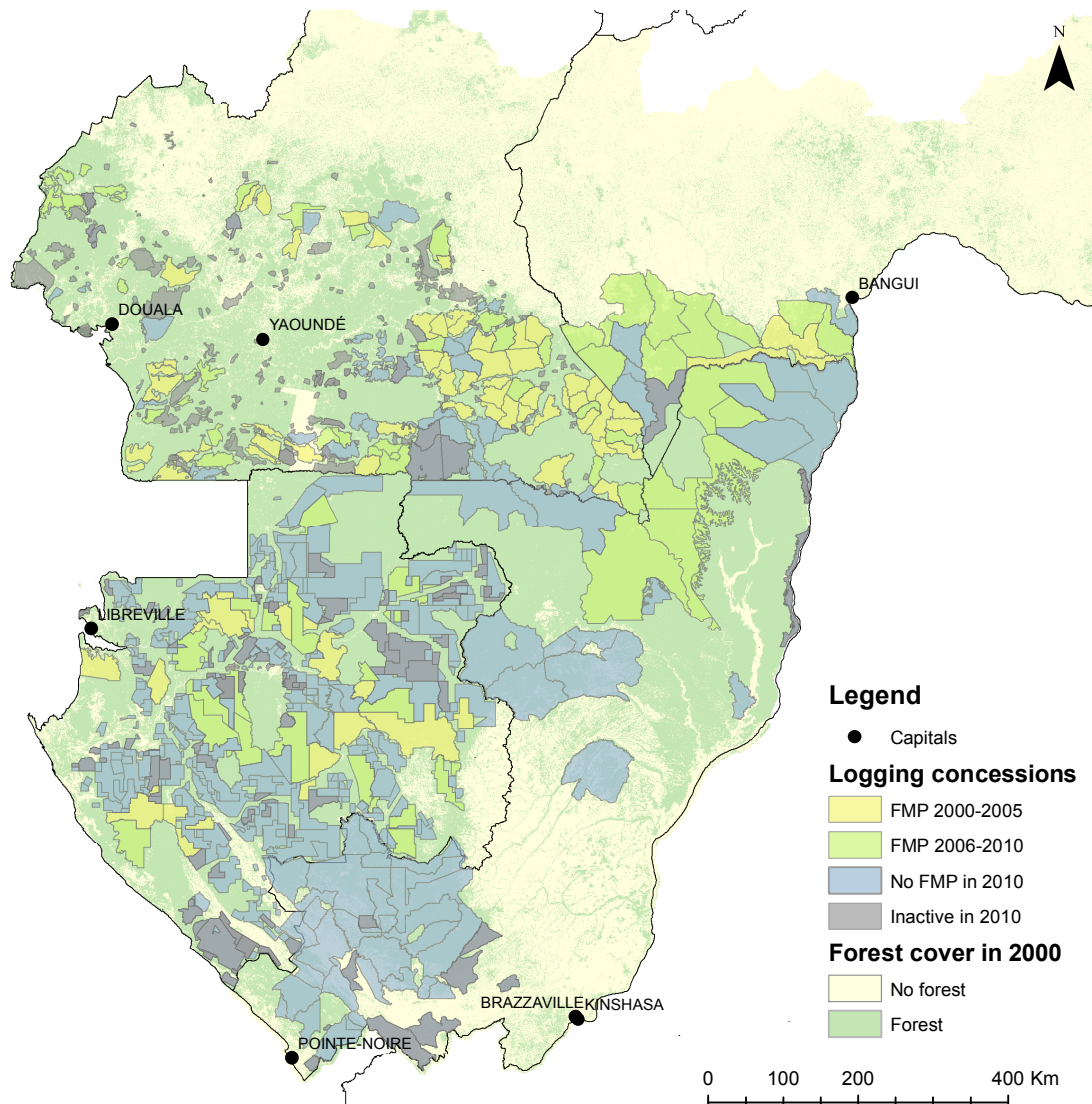 N
BANGUI
DOUALA
YAOUNDÉ
LIBREVILLE
Legend
Capitals
Logging concessions
FMP 2000-2005
FMP 2006-2010
No FMP in 2010
Inactive in 2010
Forest cover in 2000
No forest
Forest
BRAZZAVILLE KINSHASA
POINTE-NOIRE
0 100 200 400 Km